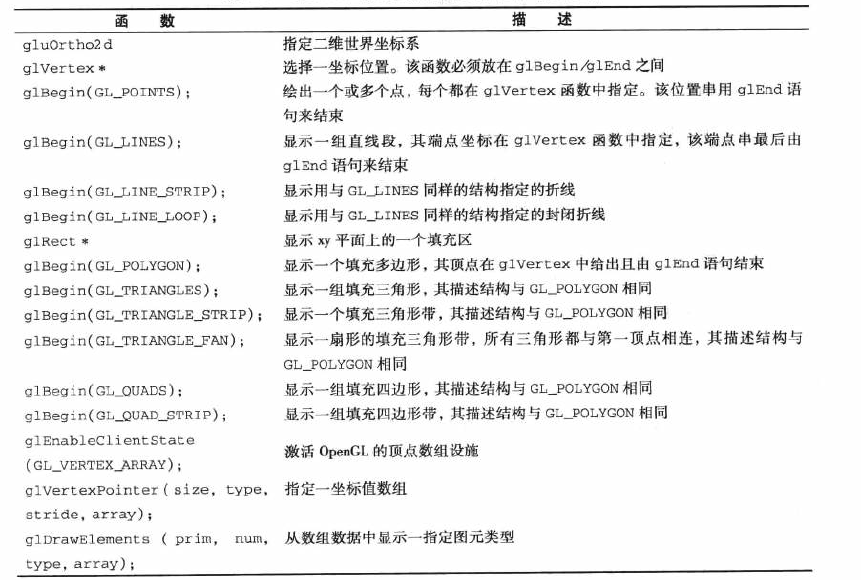 函 数 描 述
gluOrtho2d 指定二维世界坐标系
glVertex* 选择一坐标位置。该函数必须放在glBegin/glEnd之间
glBegin(GL_POINTS); 绘出一个或多个点，每个都在glVertex函数中指定。该位置串用glEnd语
句来结束
glBegin(GL_LINES); 显示一组直线段，其端点坐标在glVertex函数中指定，该端点串最后由
glEnd语句来结束
glBegin(GL_LINE_STRIP); 显示用与GL_LINES同样的结构指定的折线
glBegin(GL_LINE_LOOP); 显示用与GL_LINES同样的结构指定的封闭折线
glRect* 显示xy平面上的一个填充区
glBegin(GL_POLYGON); 显示一个填充多边形，其顶点在glVertex中给出且由glEnd语句结束
glBegin(GL_TRIANGLES); 显示一组填充三角形，其描述结构与GL_POLYGON相同
glBegin(GL_TRIANGLE_STRIP); 显示一个填充三角形带，其描述结构与GL_POLYGON相同
glBegin(GL_TRIANGLE_FAN); 显示一扇形的填充三角形带，所有三角形都与第一顶点相连，其描述结构与
GL_POLYGON相同
glBegin(GL_QUADS); 显示一组填充四边形，其描述结构与GL_POLYGON相同
glBegin(GL_QUAD_STRIP); 显示一组填充四边形带，其描述结构与GL_POLYGON相同
glEnableClientState
(GL_VERTEX_ARRAY); 激活OpenGL的顶点数组设施
glVertexPointer(size, type, 指定一坐标值数组
stride, array);
glDrawElements ( prim, num, 从数组数据中显示一指定图元类型
type, array);